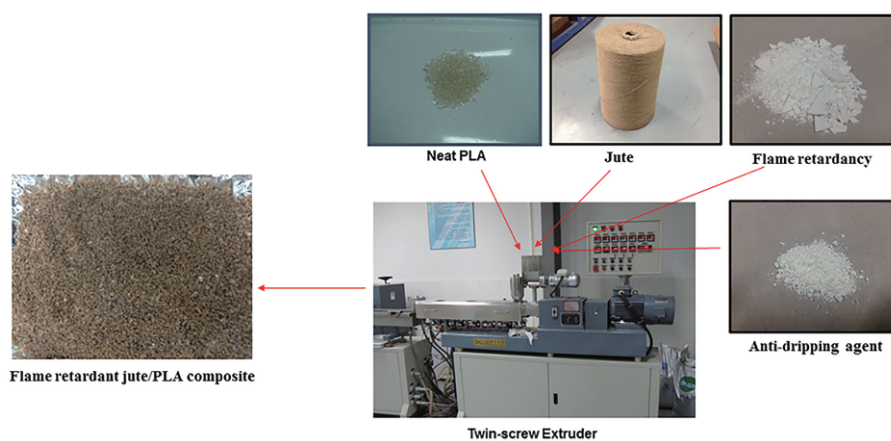 Neat PLA
Jute
Flame retardancy
Flame retardant jute/PLA composite
Anti-dripping agent
Twin-screw Extruder